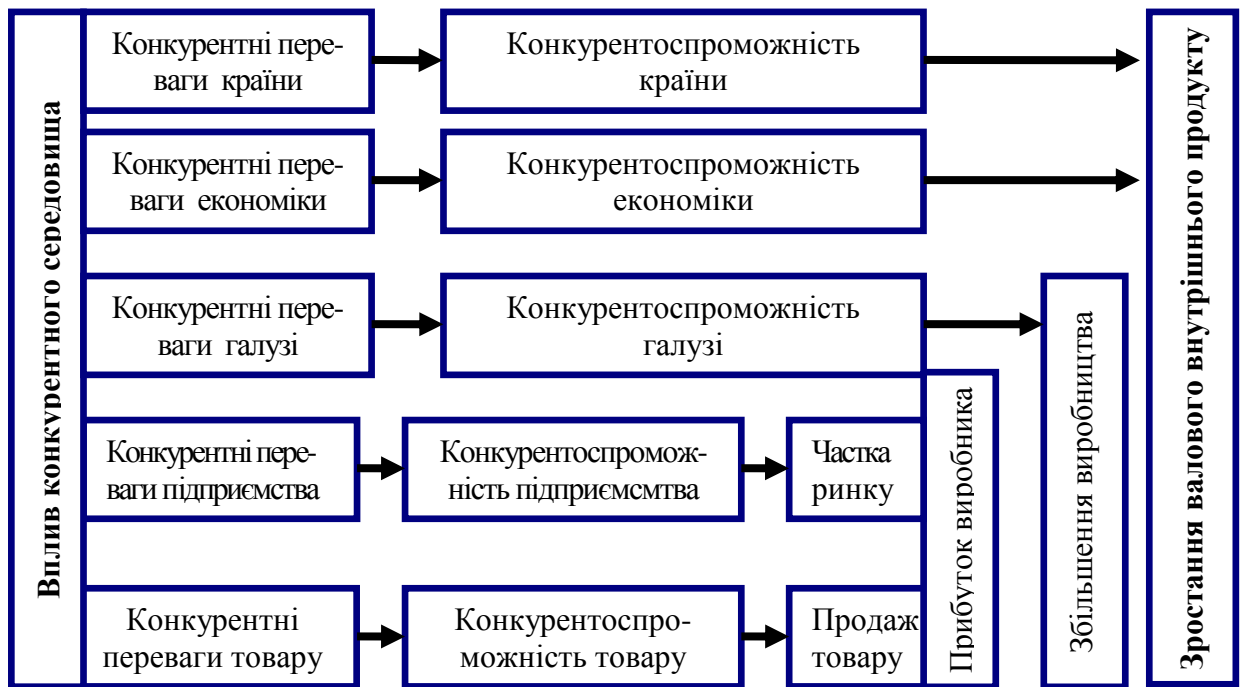 Вплив конкурентного середовища
Конкурентні пере-
ваги країни
Конкурентоспроможність
країни
Конкурентні пере-
ваги економіки
Конкурентоспроможність
економіки
Конкурентні пере-
ваги галузі
Конкурентоспроможність
галузі
Конкурентні пере-
ваги підприємства
Конкурентоспромож-
ність підприємсмтва
Частка
ринку
Конкурентні
переваги товару
Конкурентоспро-
можність товару
Продаж
товару
Прибуток виробника
Збільшення виробництва
Зростання валового внутрішнього продукту